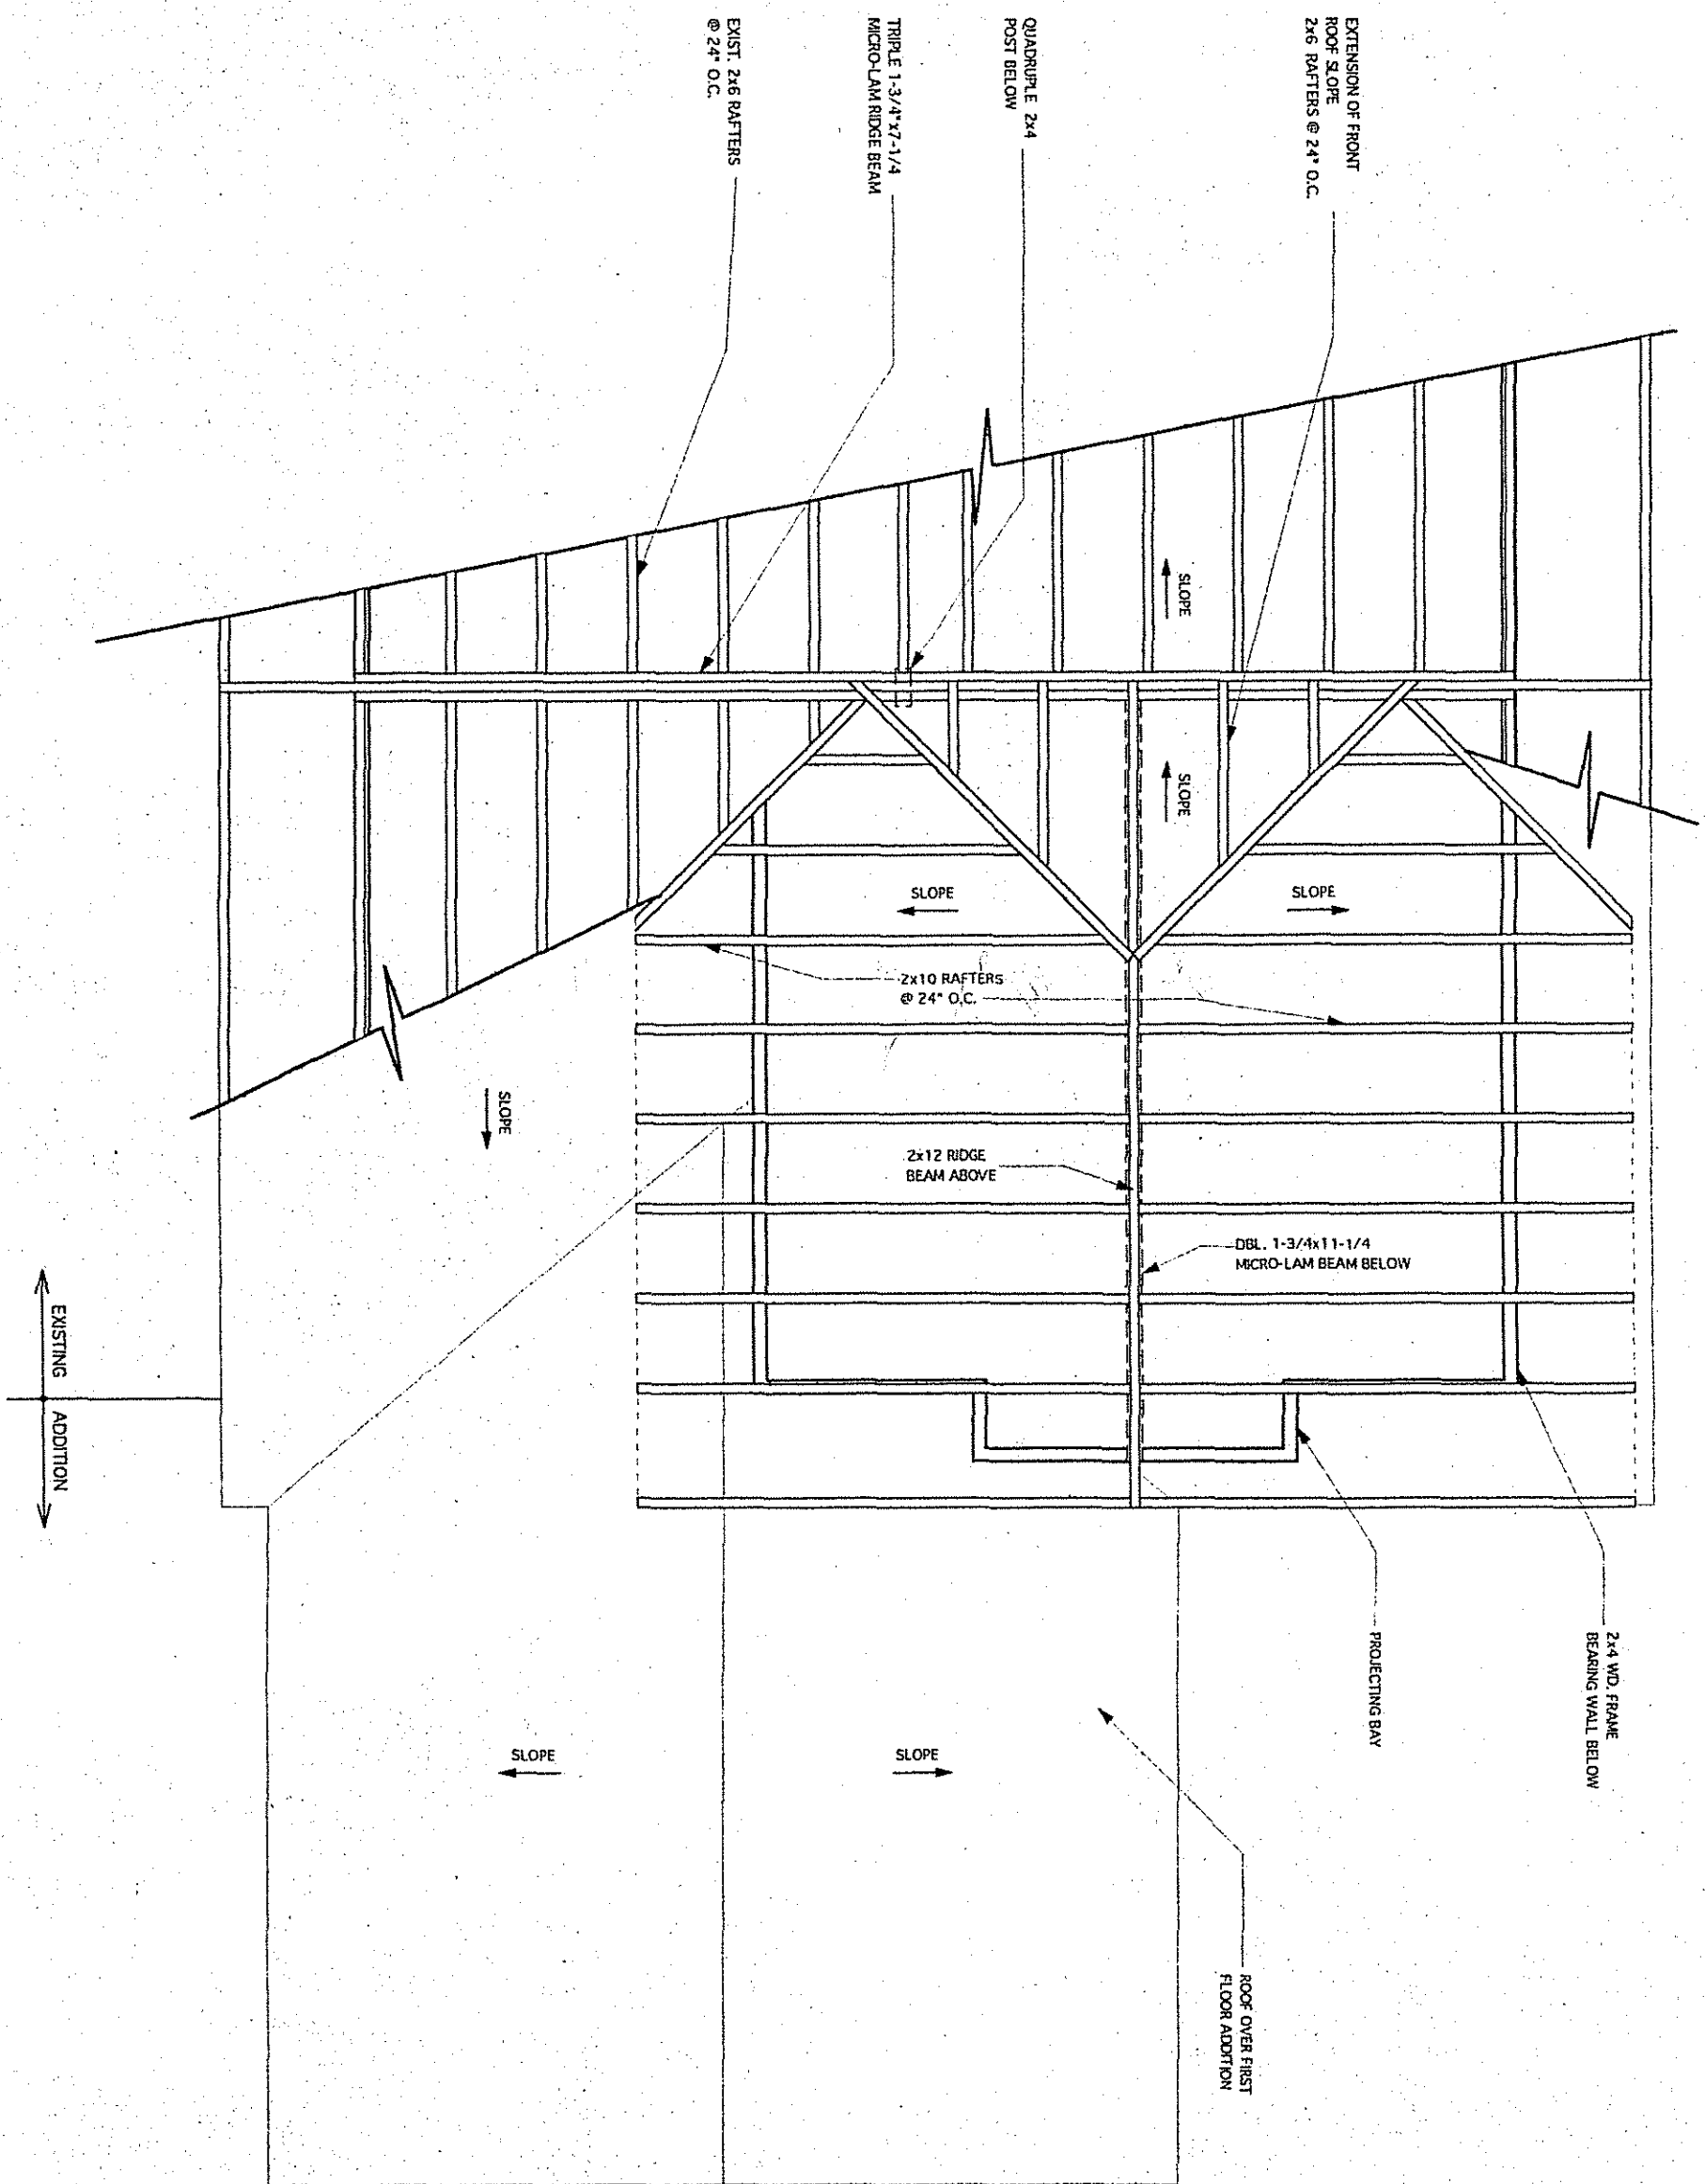 EXTENSION OF FRONT
ROOF SLOPE
2x6 RAFTERS @ 24" O.C.
QUADRUPLE 2x4
POST BELOW
TRIPLE 1-3/4"x7-1/4
MICRO-LAM RIDGE BEAM
EXIST. 2x6 RAFTERS
@ 24" O.C.
SLOPE
SLOPE
SLOPE
SLOPE
2x10 RAFTERS
@ 24" O.C.
SLOPE
2x12 RIDGE
BEAM ABOVE
DBL. 1-3/4x11-1/4
MICRO-LAM BEAM BELOW
EXISTING
ADDITION
2x4 WD. FRAME
BEARING WALL BELOW
PROJECTING BAY
SLOPE
SLOPE
ROOF OVER FIRST
FLOOR ADDITION